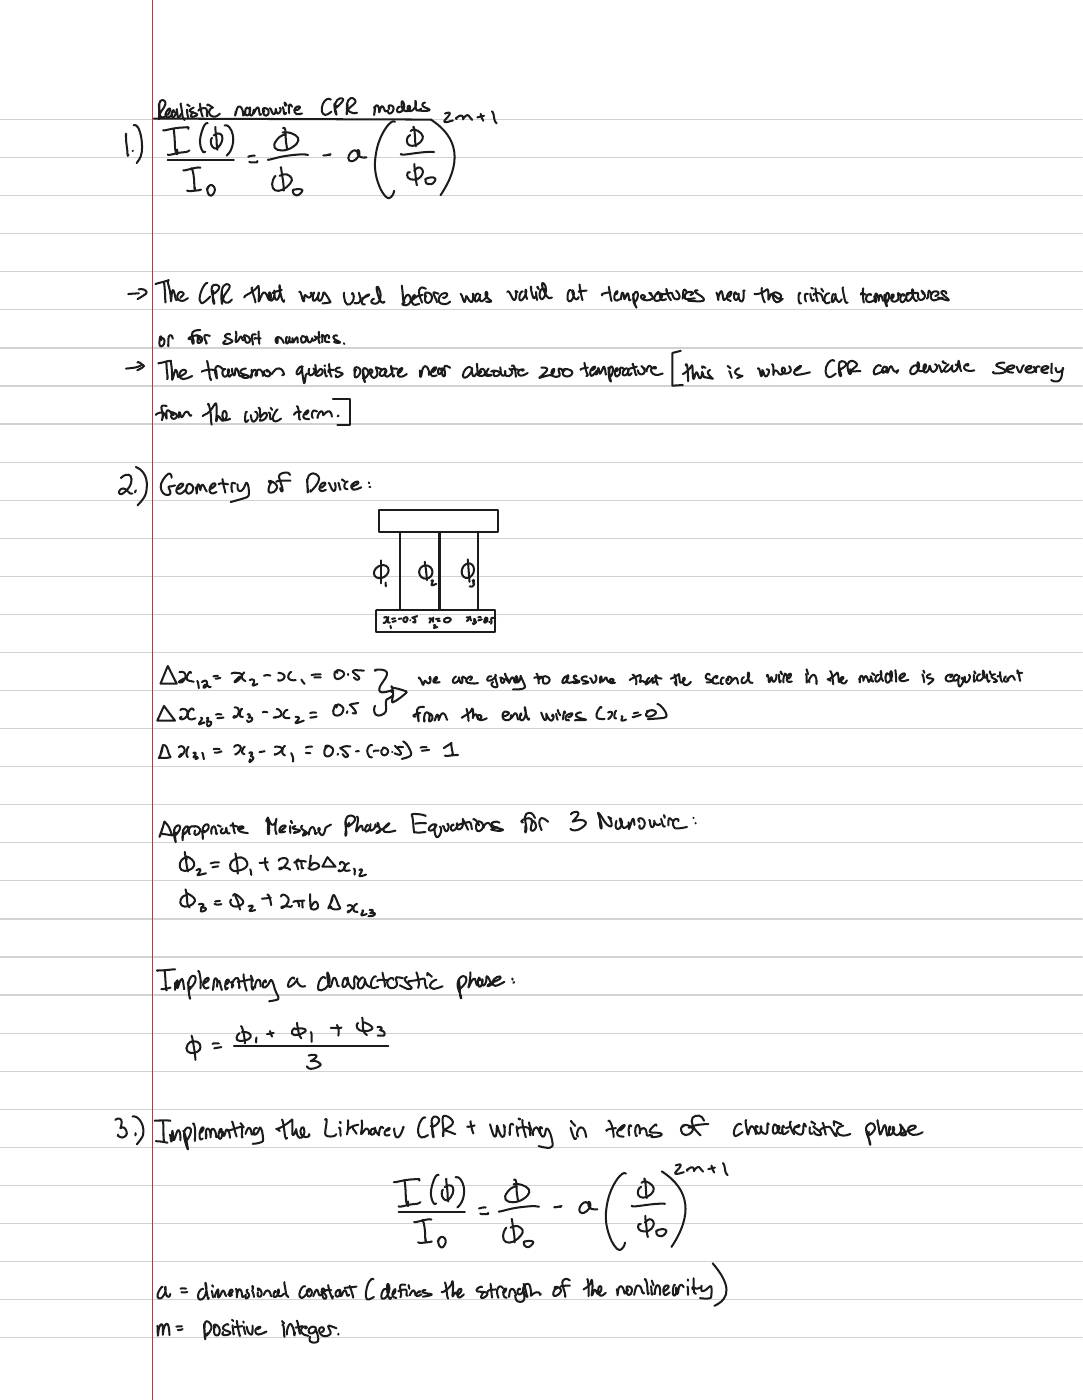 Realistic nanowire CPR models
1.) I(ϕ)/I₀ = ϕ/ϕ₀ - a(ϕ/ϕ₀)^(2m+1)
→ The CPR that was used before was valid at temperatures near the critical temperatures
or for short nanowires.
→ The transmon qubits operate near absolute zero temperature [this is where CPR can deviate severely
from the cubic term.]
2.) Geometry of Device:
ϕ₁ ϕ₂ ϕ₃
x₁=-0.5 x₂=0 x₃=0.5
Δx₁₂ = x₂ - x₁ = 0.5
we are going to assume that the second wire in the middle is equidistant
Δx₂₃ = x₃ - x₂ = 0.5
from the end wires (x₂=0)
Δx₃₁ = x₃ - x₁ = 0.5-(-0.5) = 1
Appropriate Meissner Phase Equations for 3 Nanowire:
ϕ₂ = ϕ₁ + 2πbΔx₁₂
ϕ₃ = ϕ₂ + 2πbΔx₂₃
Implementing a characteristic phase:
ϕ = (ϕ₁ + ϕ₁ + ϕ₃)/3
3.) Implementing the Likharev CPR + writing in terms of characteristic phase
I(ϕ)/I₀ = ϕ/ϕ₀ - a(ϕ/ϕ₀)^(2m+1)
a = dimensional constant (defines the strength of the nonlinearity)
m = positive integer.